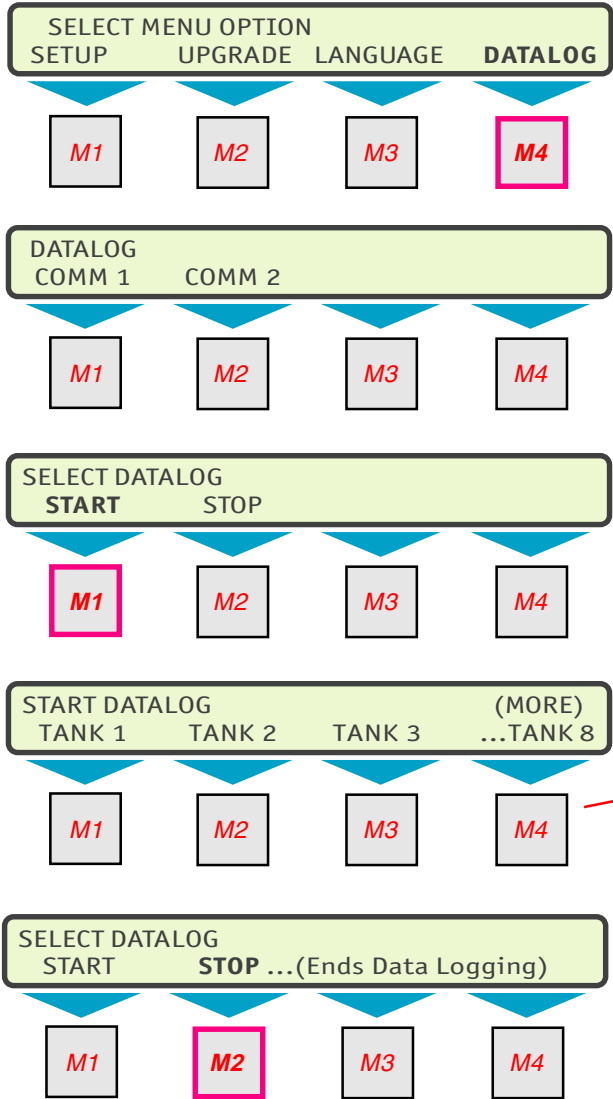 SELECT MENU OPTION
SETUP UPGRADE LANGUAGE DATALOG
M1 M2 M3 M4
DATALOG
COMM 1 COMM 2
M1 M2 M3 M4
SELECT DATALOG
START STOP
M1 M2 M3 M4
START DATALOG (MORE)
TANK 1 TANK 2 TANK 3 ...TANK 8
M1 M2 M3 M4
SELECT DATALOG
START STOP ...(Ends Data Logging)
M1 M2 M3 M4